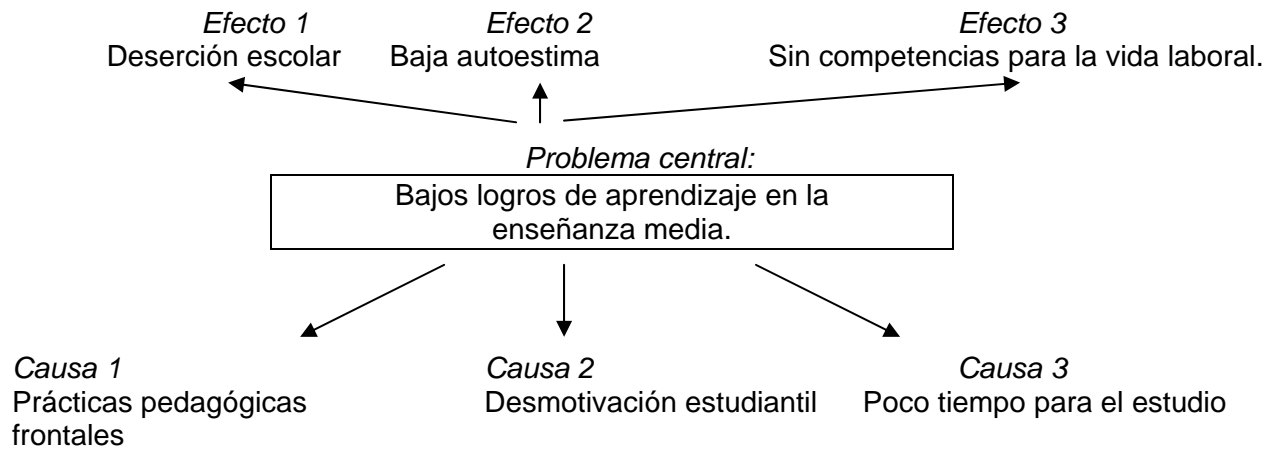 Efecto 1 Efecto 2 Efecto 3
Deserción escolar Baja autoestima Sin competencias para la vida laboral.
Problema central:
Bajos logros de aprendizaje en la
enseñanza media.
Causa 1 Causa 2 Causa 3
Prácticas pedagógicas Desmotivación estudiantil Poco tiempo para el estudio
frontales